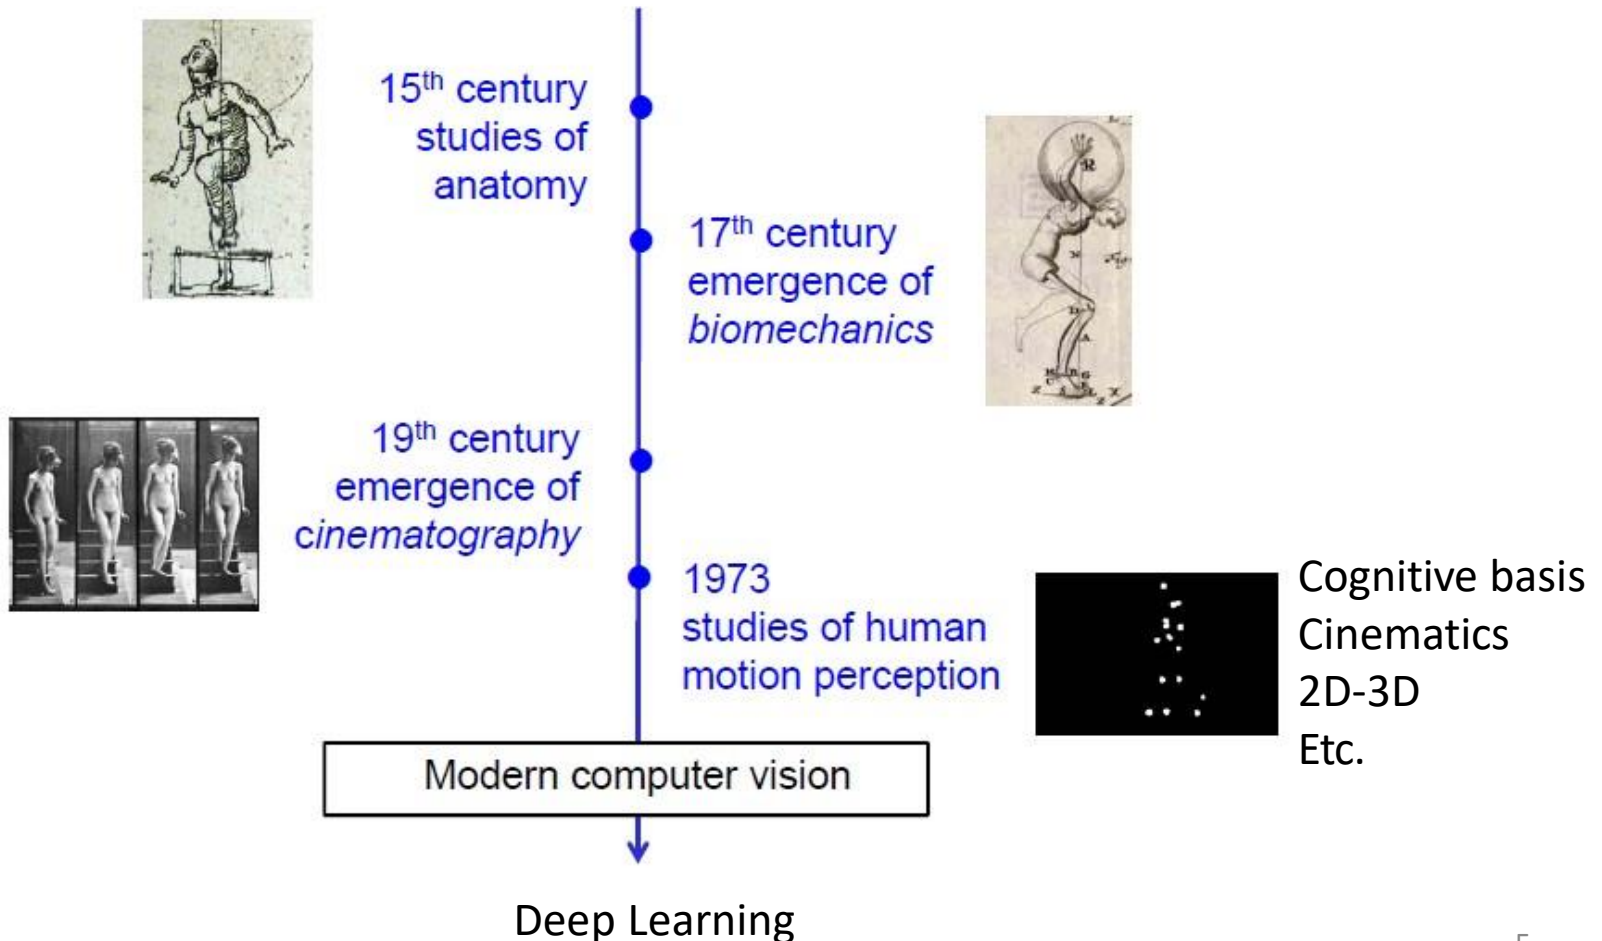 15th century
studies of
anatomy
17th century
emergence of
biomechanics
19th century
emergence of
cinematography
1973
studies of human
motion perception
Cognitive basis
Cinematics
2D-3D
Etc.
Modern computer vision
Deep Learning
5